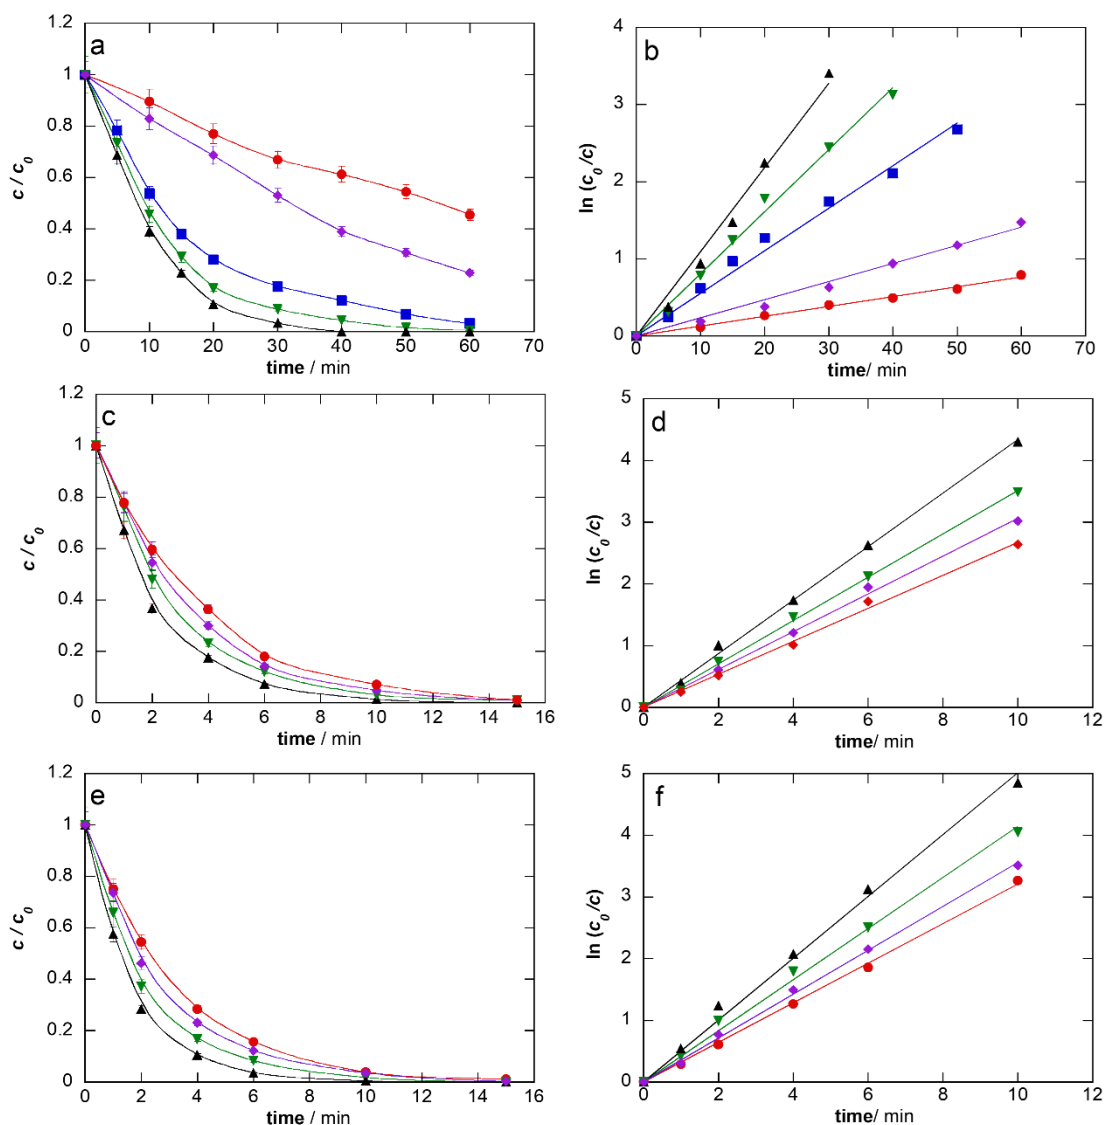 a
c / c0
1.2
1
0.8
0.6
0.4
0.2
0
0 10 20 30 40 50 60 70
time / min
b
ln (c0/c)
4
3
2
1
0
0 10 20 30 40 50 60 70
time/ min
c
c / c0
1.2
1
0.8
0.6
0.4
0.2
0
0 2 4 6 8 10 12 14 16
time / min
d
ln (c0/c)
5
4
3
2
1
0
0 2 4 6 8 10 12
time/ min
e
c / c0
1.2
1
0.8
0.6
0.4
0.2
0
0 2 4 6 8 10 12 14 16
time / min
f
ln (c0/c)
5
4
3
2
1
0
0 2 4 6 8 10 12
time/ min